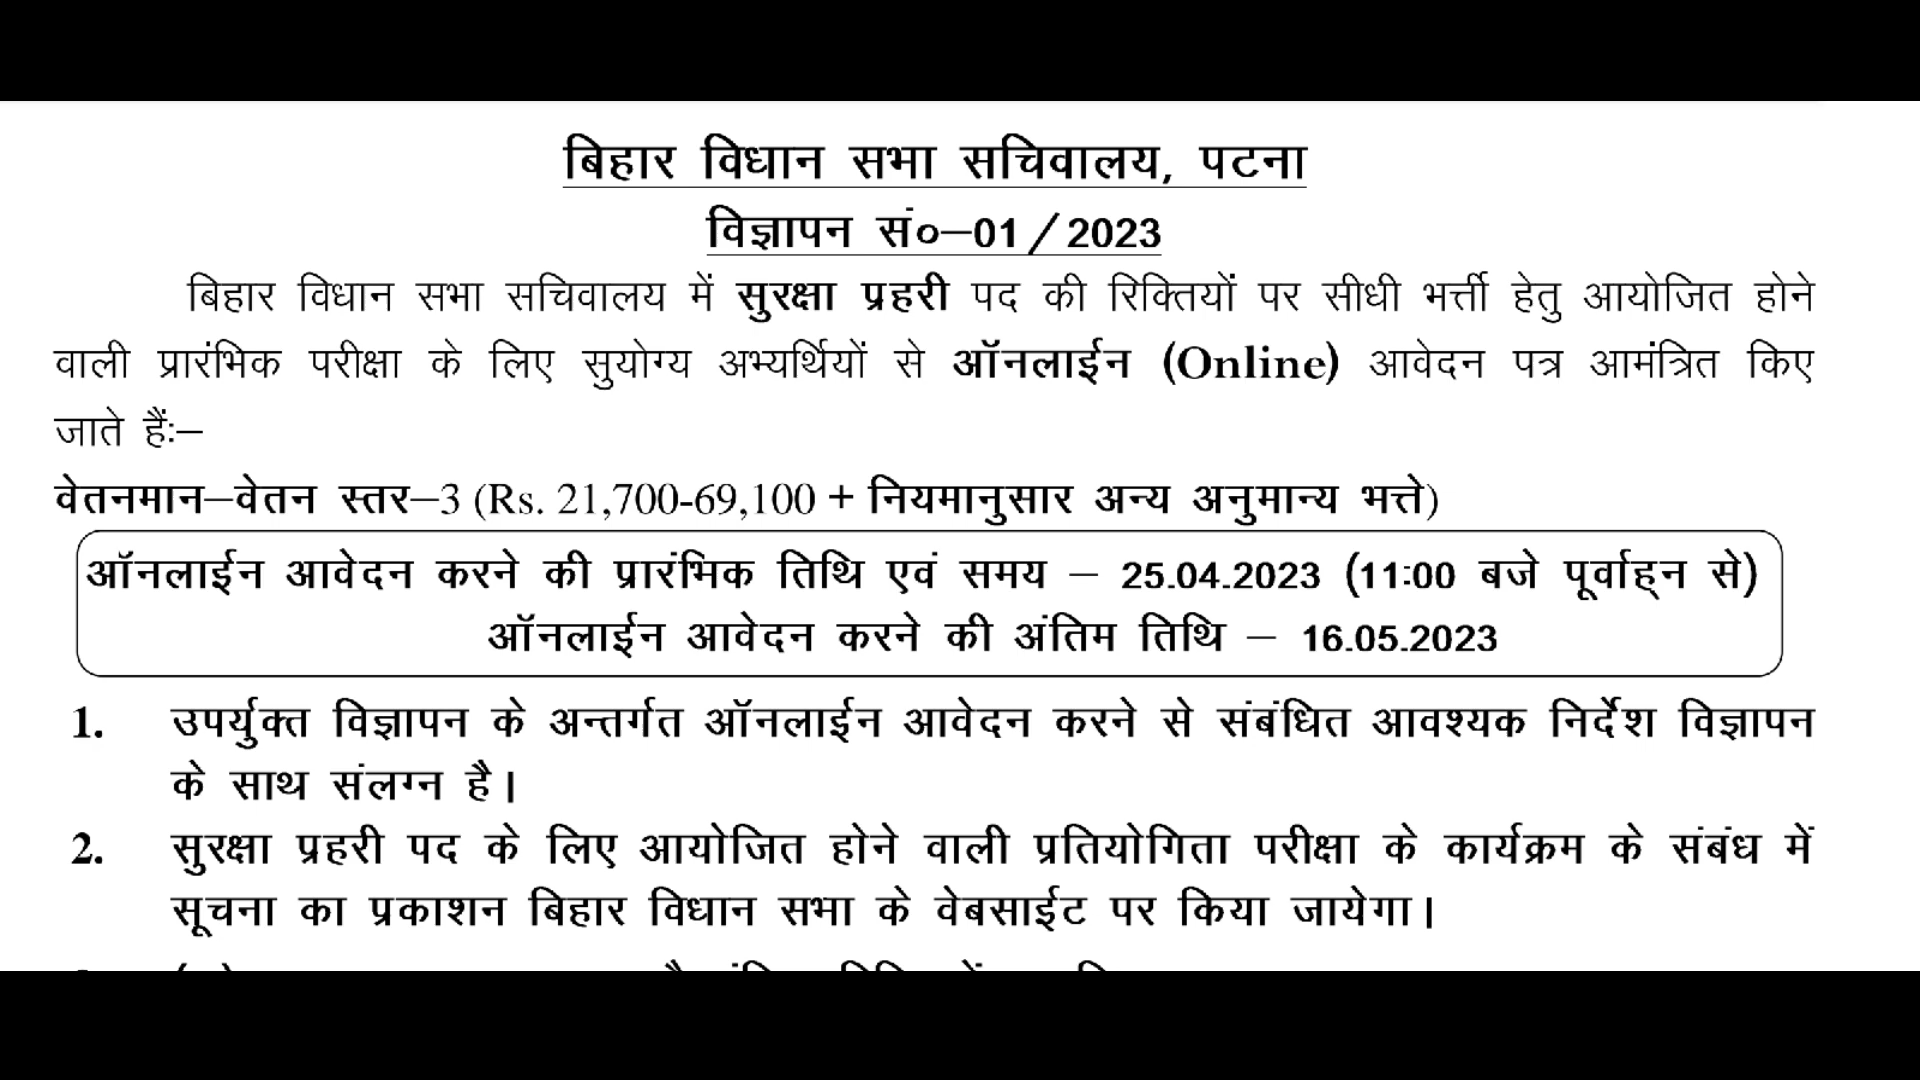 बिहार विधान सभा सचिवालय, पटना
विज्ञापन सं०–01/2023
बिहार विधान सभा सचिवालय में सुरक्षा प्रहरी पद की रिक्तियों पर सीधी भर्त्ती हेतु आयोजित होने
वाली प्रारंभिक परीक्षा के लिए सुयोग्य अभ्यर्थियों से ऑनलाईन (Online) आवेदन पत्र आमंत्रित किए
जाते हैंः–
वेतनमान–वेतन स्तर–3 (Rs. 21,700-69,100 + नियमानुसार अन्य अनुमान्य भत्ते)
ऑनलाईन आवेदन करने की प्रारंभिक तिथि एवं समय – 25.04.2023 (11:00 बजे पूर्वाह्न से)
ऑनलाईन आवेदन करने की अंतिम तिथि – 16.05.2023
1. उपर्युक्त विज्ञापन के अन्तर्गत ऑनलाईन आवेदन करने से संबंधित आवश्यक निर्देश विज्ञापन
के साथ संलग्न है।
2. सुरक्षा प्रहरी पद के लिए आयोजित होने वाली प्रतियोगिता परीक्षा के कार्यक्रम के संबंध में
सूचना का प्रकाशन बिहार विधान सभा के वेबसाईट पर किया जायेगा।